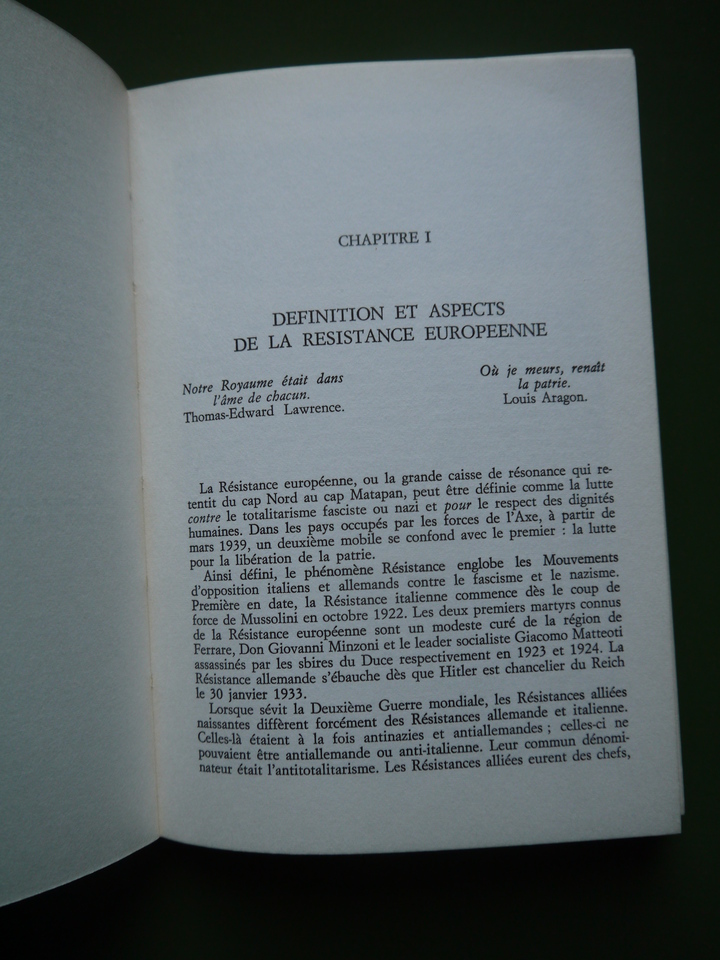 CHAPITRE I
DEFINITION ET ASPECTS
DE LA RESISTANCE EUROPEENNE
Notre Royaume était dans
l'âme de chacun.
Thomas-Edward Lawrence.
Où je meurs, renaît
la patrie.
Louis Aragon.
La Résistance européenne, ou la grande caisse de résonance qui re-
tentit du cap Nord au cap Matapan, peut être définie comme la lutte
contre le totalitarisme fasciste ou nazi et pour le respect des dignités
humaines. Dans les pays occupés par les forces de l'Axe, à partir de
mars 1939, un deuxième mobile se confond avec le premier : la lutte
pour la libération de la patrie.
Ainsi défini, le phénomène Résistance englobe les Mouvements
d'opposition italiens et allemands contre le fascisme et le nazisme.
Première en date, la Résistance italienne commence dès le coup de
force de Mussolini en octobre 1922. Les deux premiers martyrs connus
de la Résistance européenne sont un modeste curé de la région de
Ferrare, Don Giovanni Minzoni et le leader socialiste Giacomo Matteoti
assassinés par les sbires du Duce respectivement en 1923 et 1924. La
Résistance allemande s'ébauche dès que Hitler est chancelier du Reich
le 30 janvier 1933.
Lorsque sévit la Deuxième Guerre mondiale, les Résistances alliées
naissantes diffèrent forcément des Résistances allemande et italienne.
Celles-là étaient à la fois antinazies et antiallemandes ; celles-ci ne
pouvaient être antiallemande ou anti-italienne. Leur commun dénomi-
nateur était l'antitotalitarisme. Les Résistances alliées eurent des chefs,